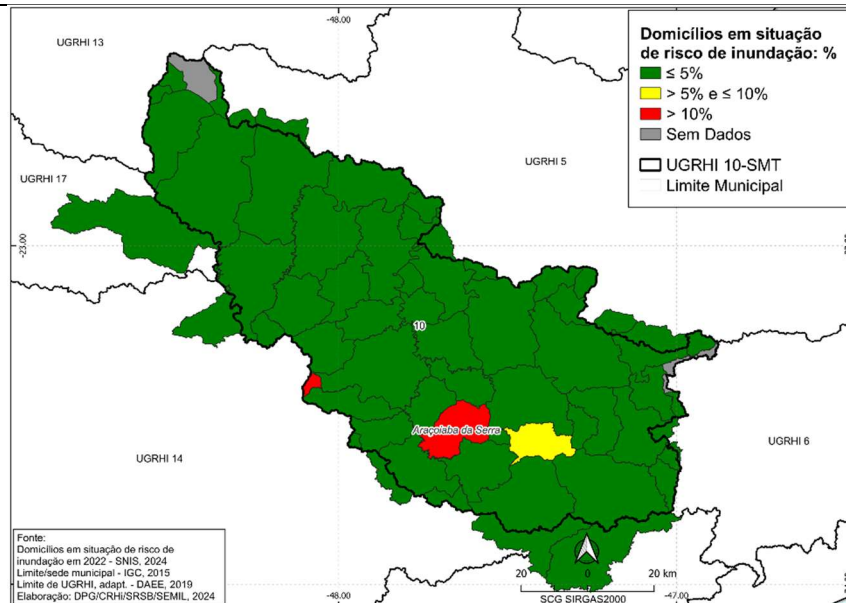 -48.00
UGRHI 13
Domicílios em situação
de risco de inundação: %
≤ 5%
> 5% e ≤ 10%
> 10%
Sem Dados
UGRHI 10-SMT
Limite Municipal
UGRHI 5
UGRHI 17
-23.00
10
Araçoiaba da Serra
UGRHI 14
UGRHI 6
Fonte:
Domicílios em situação de risco de
inundação em 2022 - SNIS, 2024
Limite/sede municipal - IGC, 2015
Limite de UGRHI, adapt. - DAEE, 2019
Elaboração: DPG/CRHi/SRSB/SEMIL, 2024
20 0 20 km
SCG SIRGAS2000
-48.00
-47.00